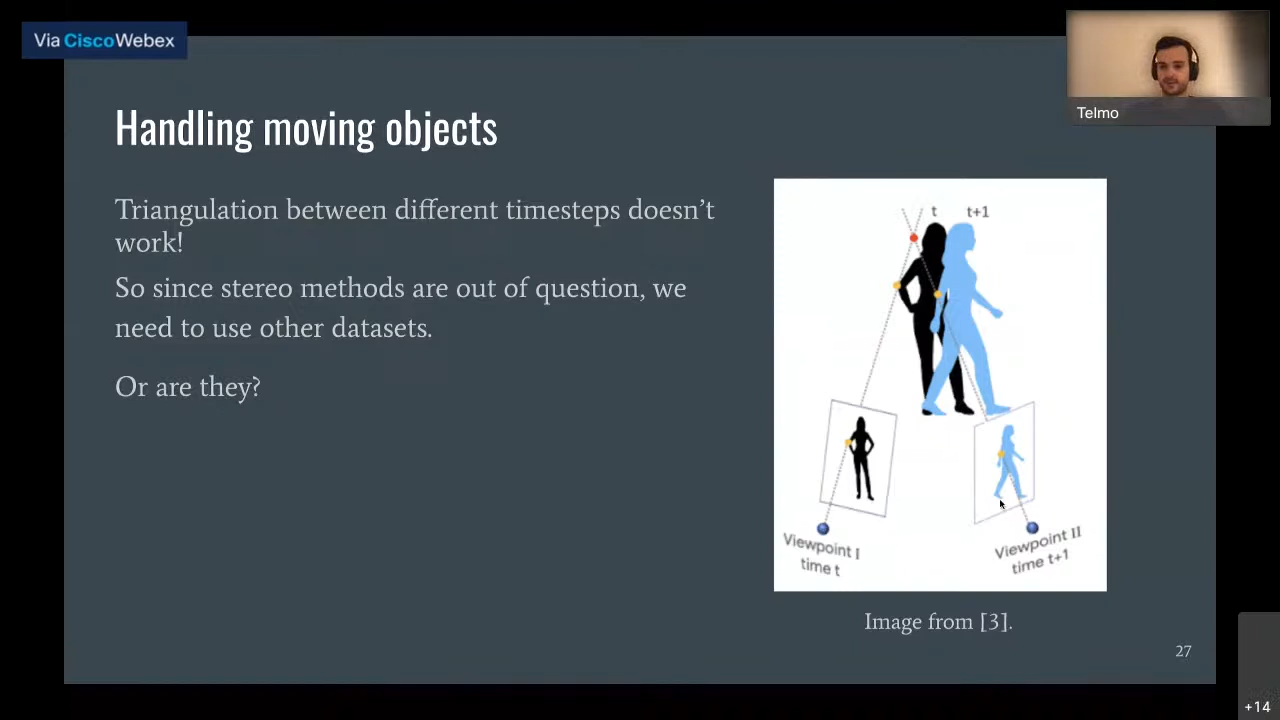 Via Cisco Webex
Telmo
Handling moving objects
Triangulation between different timesteps doesn’t
work!
So since stereo methods are out of question, we
need to use other datasets.
Or are they?
t t+1
Viewpoint I
time t
Viewpoint II
time t+1
Image from [3].
27
+14